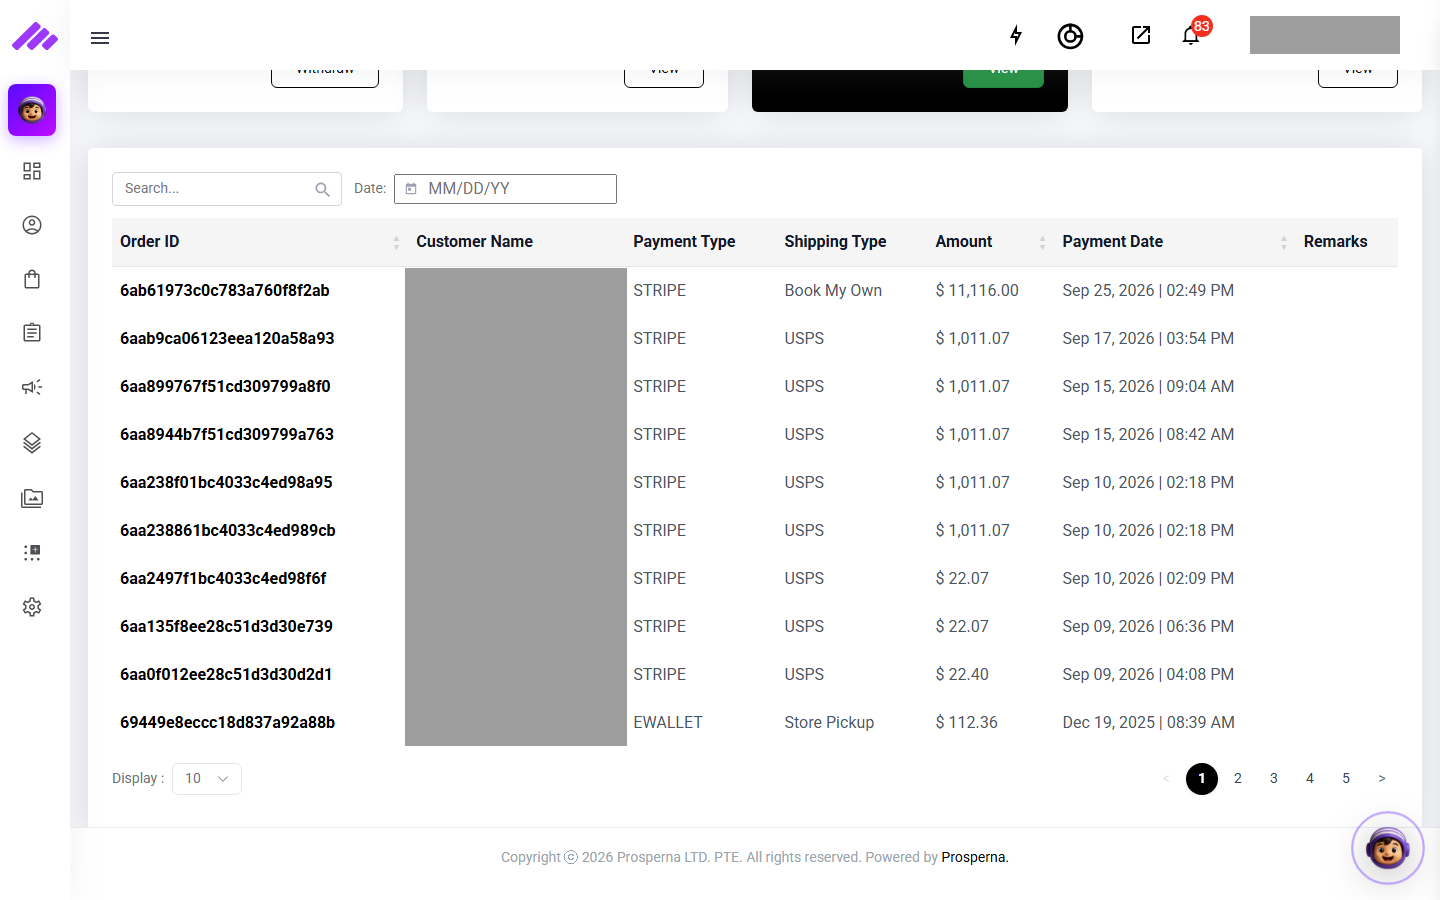 83
Withdraw View View View
Search... Date: MM/DD/YY
Order ID Customer Name Payment Type Shipping Type Amount Payment Date Remarks
6ab61973c0c783a760f8f2ab STRIPE Book My Own $ 11,116.00 Sep 25, 2026 | 02:49 PM
6aab9ca06123eea120a58a93 STRIPE USPS $ 1,011.07 Sep 17, 2026 | 03:54 PM
6aa899767f51cd309799a8f0 STRIPE USPS $ 1,011.07 Sep 15, 2026 | 09:04 AM
6aa8944b7f51cd309799a763 STRIPE USPS $ 1,011.07 Sep 15, 2026 | 08:42 AM
6aa238f01bc4033c4ed98a95 STRIPE USPS $ 1,011.07 Sep 10, 2026 | 02:18 PM
6aa238861bc4033c4ed989cb STRIPE USPS $ 1,011.07 Sep 10, 2026 | 02:18 PM
6aa2497f1bc4033c4ed98f6f STRIPE USPS $ 22.07 Sep 10, 2026 | 02:09 PM
6aa135f8ee28c51d3d30e739 STRIPE USPS $ 22.07 Sep 09, 2026 | 06:36 PM
6aa0f012ee28c51d3d30d2d1 STRIPE USPS $ 22.40 Sep 09, 2026 | 04:08 PM
69449e8eccc18d837a92a88b EWALLET Store Pickup $ 112.36 Dec 19, 2025 | 08:39 AM
Display : 10 < 1 2 3 4 5 >
Copyright © 2026 Prosperna LTD. PTE. All rights reserved. Powered by Prosperna.